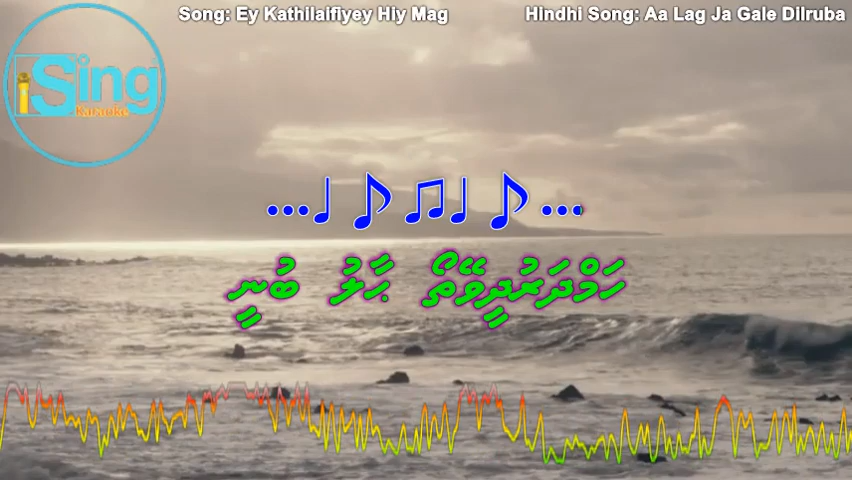 Song: Ey Kathilaifiyey Hiy Mag
Hindhi Song: Aa Lag Ja Gale Dilruba
iSing
Karaoke
...♩ ♪ ♫♩ ♪ ...
ހަމްދަރުދީވޭތޯ ޙާލު ބުނީ